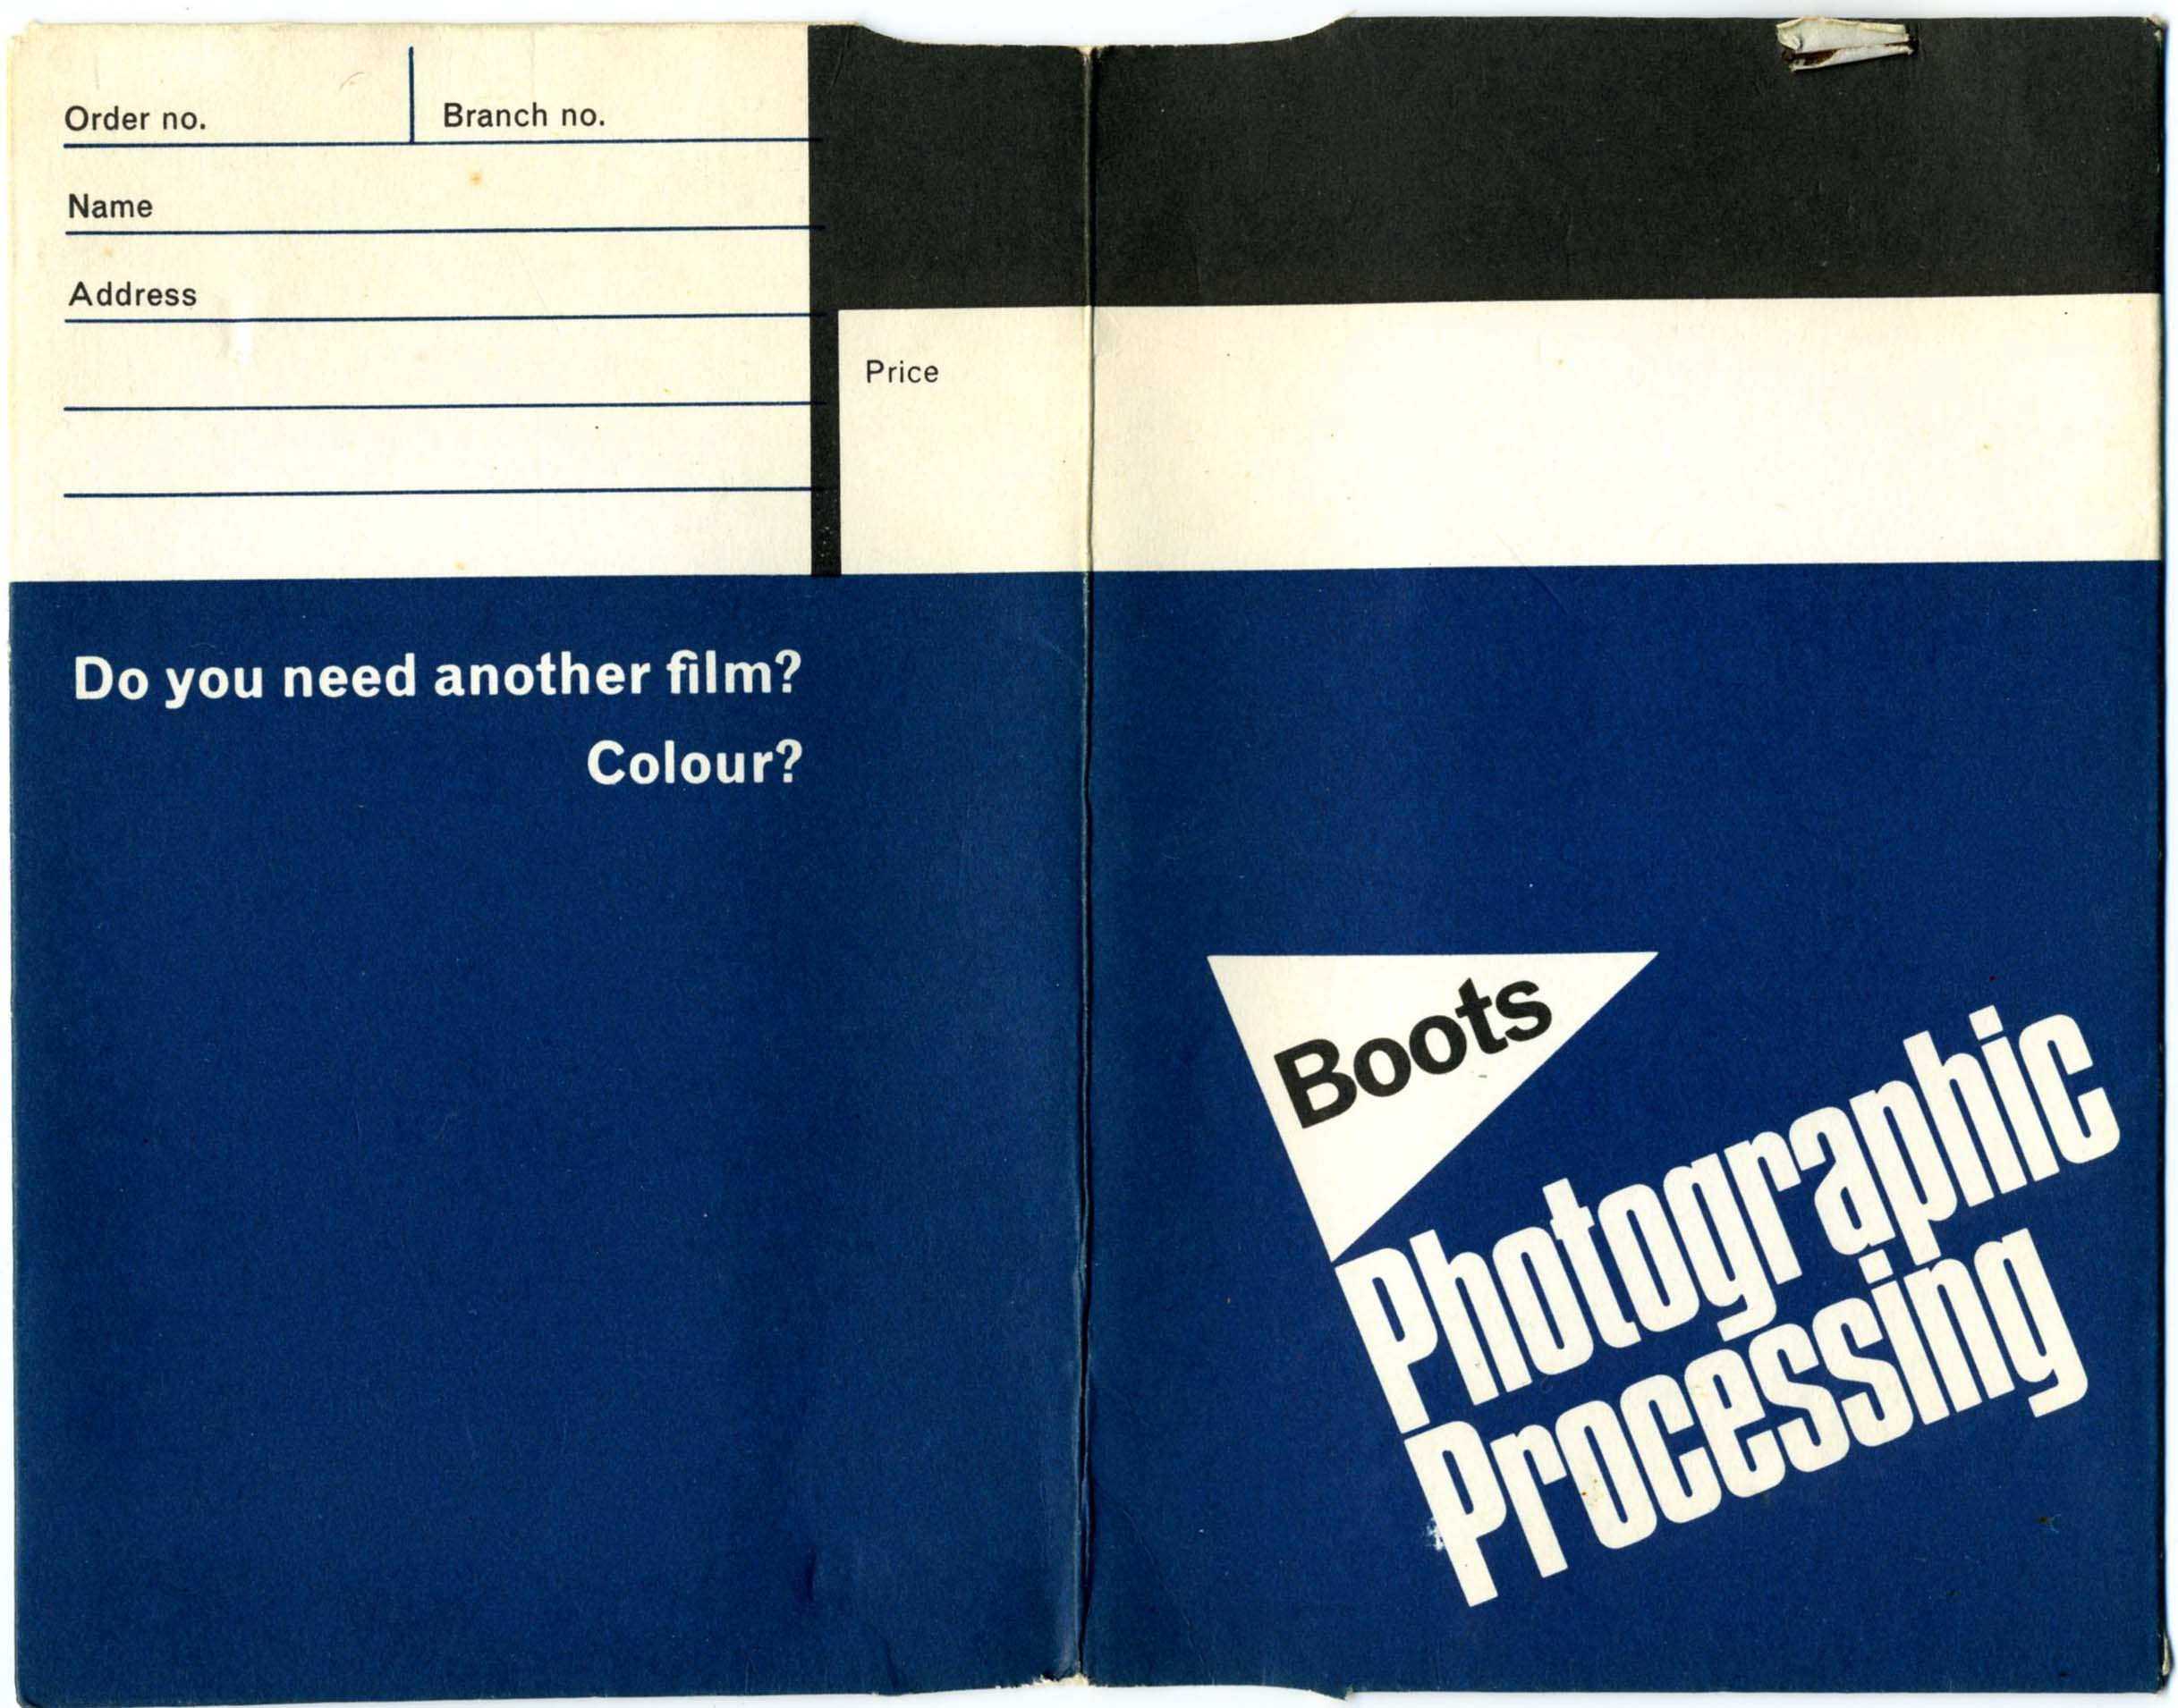 Order no. Branch no.
Name
Address
Price
Do you need another film?
Colour?
Boots
Photographic
Processing